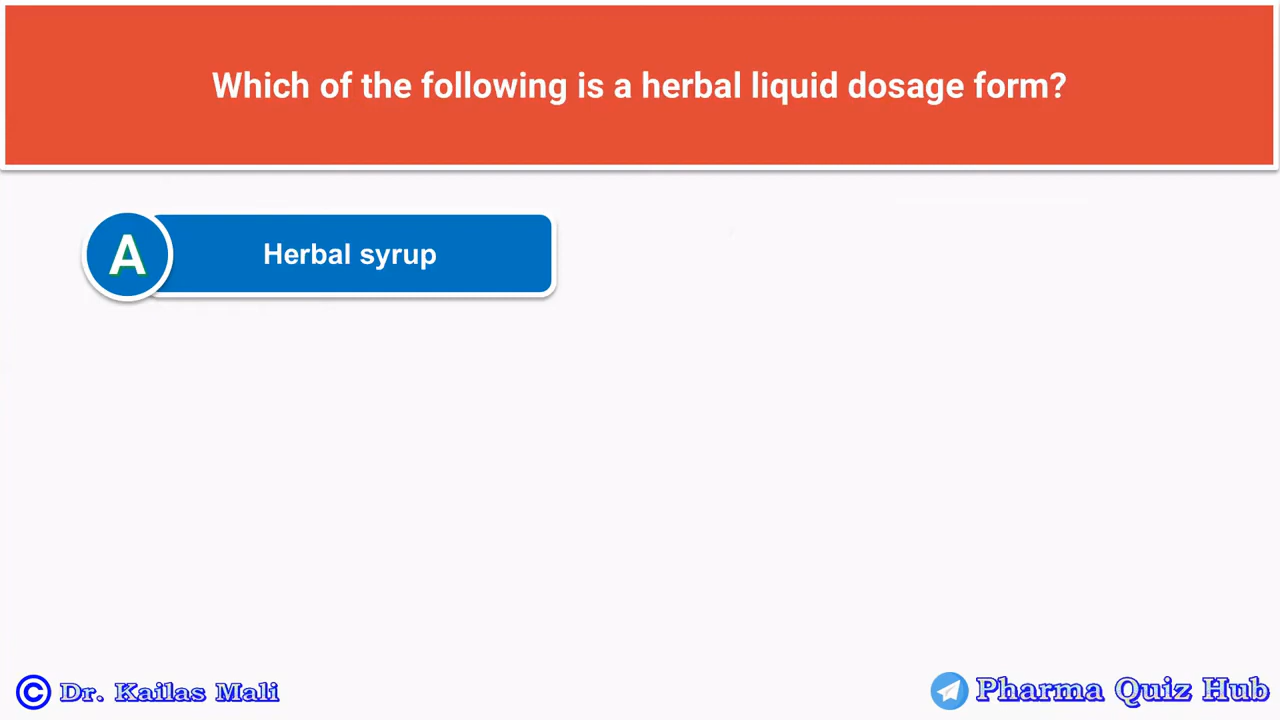 Which of the following is a herbal liquid dosage form?
A Herbal syrup
© Dr. Kailas Mali
Pharma Quiz Hub